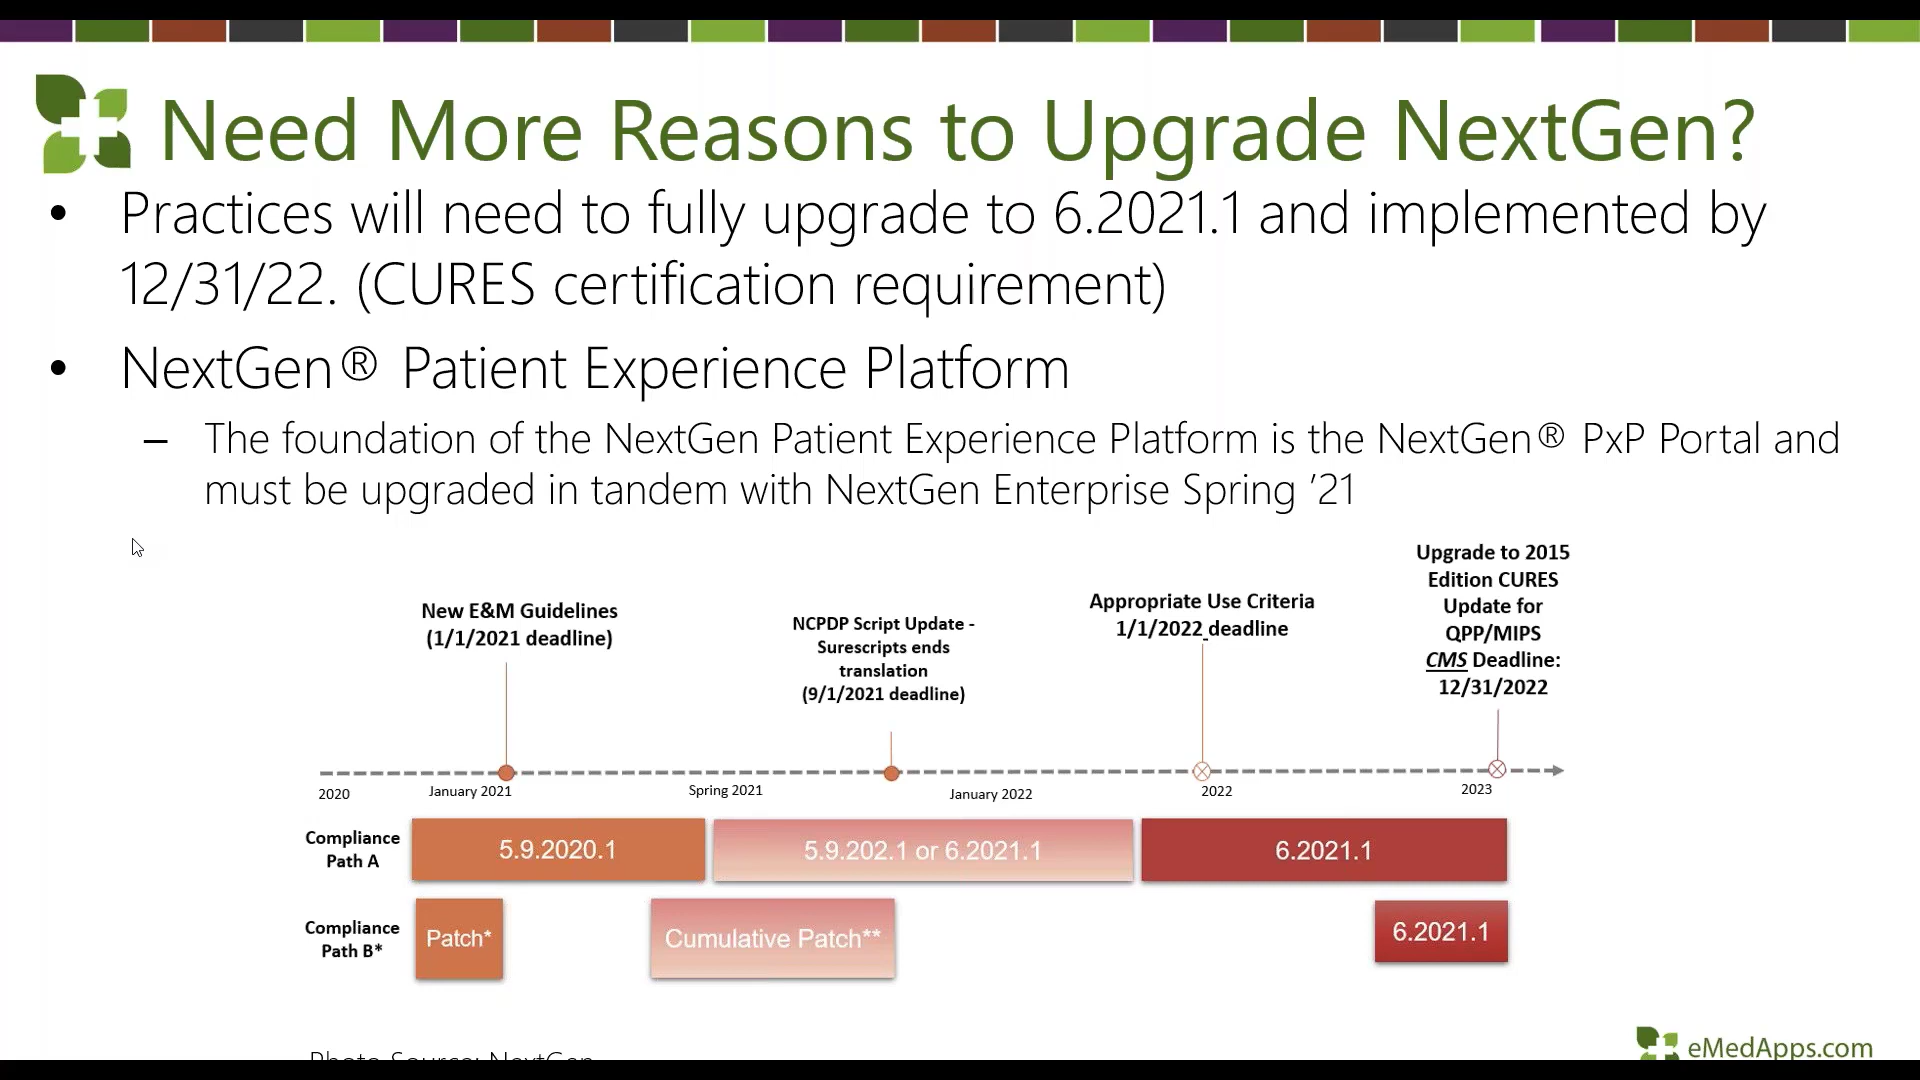 Need More Reasons to Upgrade NextGen?
• Practices will need to fully upgrade to 6.2021.1 and implemented by
12/31/22. (CURES certification requirement)
• NextGen® Patient Experience Platform
– The foundation of the NextGen Patient Experience Platform is the NextGen® PxP Portal and
must be upgraded in tandem with NextGen Enterprise Spring ’21
New E&M Guidelines
(1/1/2021 deadline)
NCPDP Script Update -
Surescripts ends
translation
(9/1/2021 deadline)
Appropriate Use Criteria
1/1/2022 deadline
Upgrade to 2015
Edition CURES
Update for
QPP/MIPS
CMS Deadline:
12/31/2022
2020
January 2021
Spring 2021
January 2022
2022
2023
Compliance
Path A
5.9.2020.1
5.9.202.1 or 6.2021.1
6.2021.1
Compliance
Path B*
Patch*
Cumulative Patch**
6.2021.1
Photo Source: NextGen
eMedApps.com